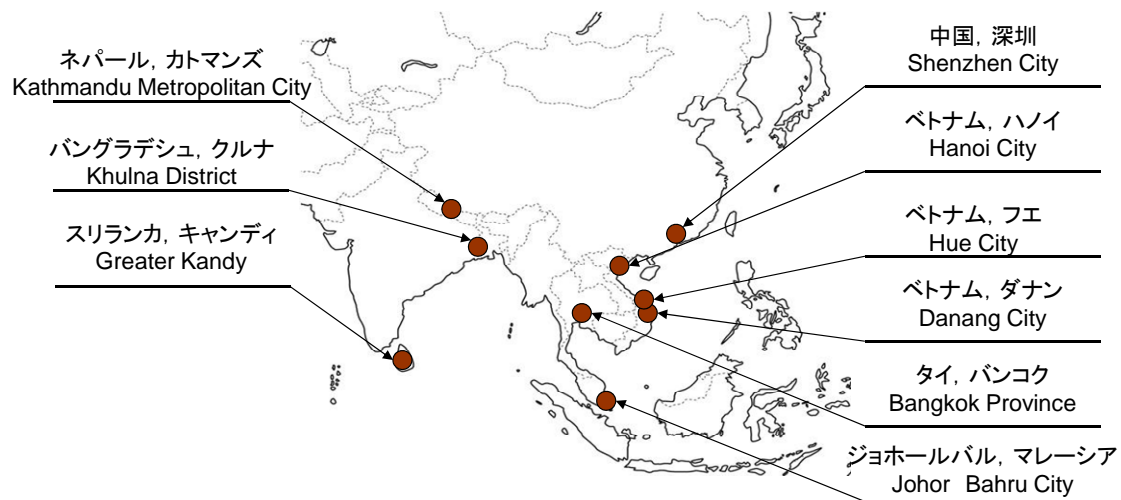 ネパール, カトマンズ
Kathmandu Metropolitan City
バングラデシュ, クルナ
Khulna District
スリランカ, キャンディ
Greater Kandy
中国, 深圳
Shenzhen City
ベトナム, ハノイ
Hanoi City
ベトナム, フエ
Hue City
ベトナム, ダナン
Danang City
タイ, バンコク
Bangkok Province
ジョホールバル, マレーシア
Johor Bahru City